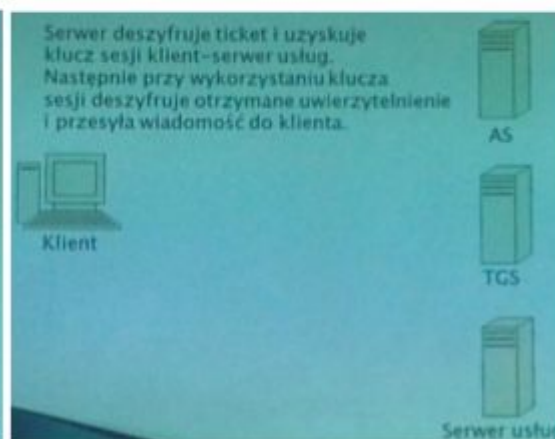 Serwer deszyfruje ticket i uzyskuje
klucz sesji klient-serwer usług.
Następnie przy wykorzystaniu klucza
sesji deszyfruje otrzymane uwierzytelnienie
i przesyła wiadomość do klienta.
AS
Klient
TGS
Serwer usług